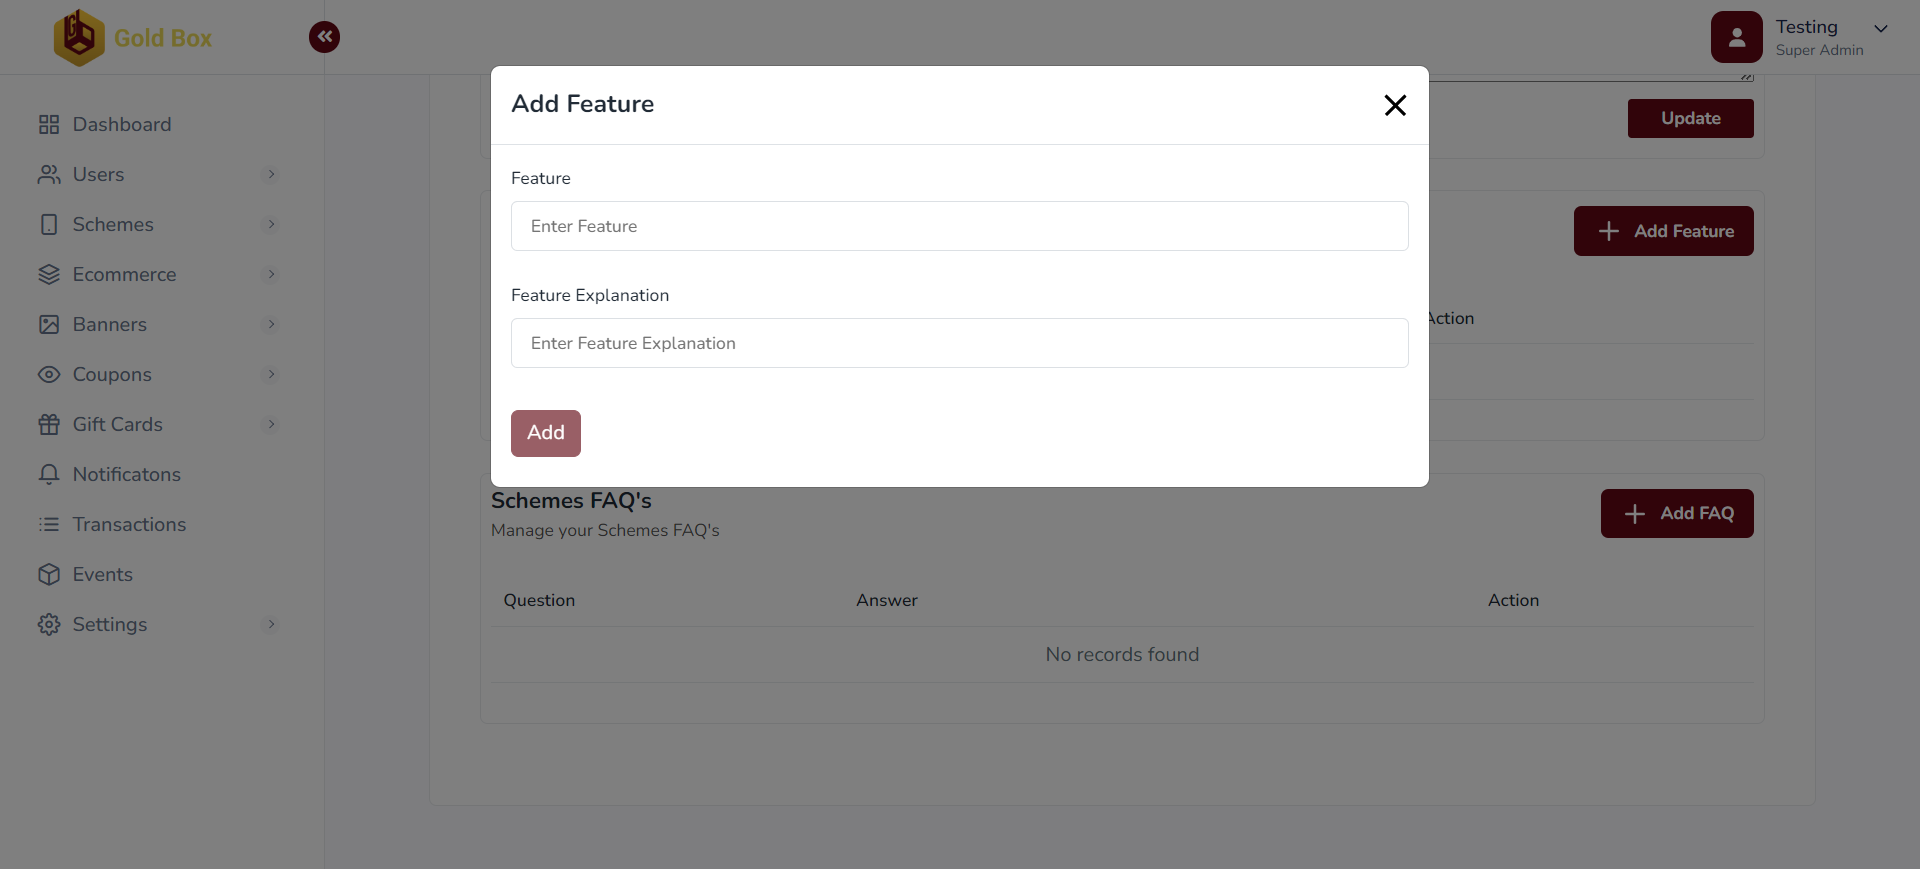 Gold Box
Testing
Super Admin
Dashboard
Users
Schemes
Ecommerce
Banners
Coupons
Gift Cards
Notificatons
Transactions
Events
Settings
Add Feature
Feature
Enter Feature
Feature Explanation
Enter Feature Explanation
Add
Update
Add Feature
Action
Schemes FAQ's
Manage your Schemes FAQ's
Add FAQ
Question Answer Action
No records found